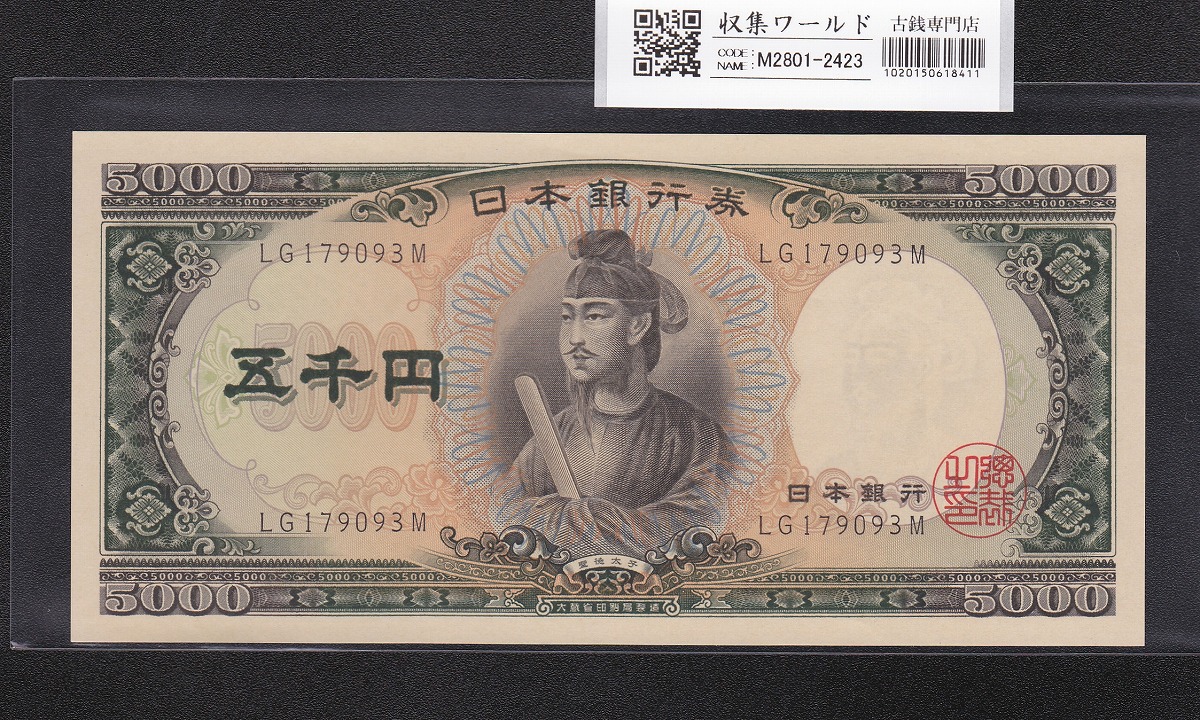 収集ワールド 古銭専門店
CODE:
NAME: M2801-2423
1020150618411
5000 5000
日本銀行券
LG179093M LG179093M
5000
五千円
日本銀行
LG179093M LG179093M
聖徳太子
5000 5000
大蔵省印刷局製造